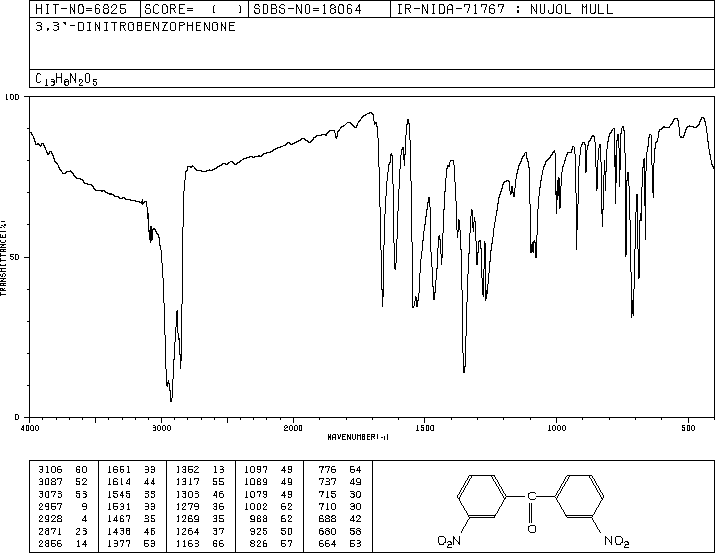 HIT-NO=6825 SCORE= ( ) SDBS-NO=18064 IR-NIDA-71767 : NUJOL MULL
3,3'-DINITROBENZOPHENONE
C13H8N2O5
100
50
0
TRANSMITTANCE(%)
4000 3000 2000 1500 1000 500
WAVENUMBER(-1)
3106 60 1661 33 1352 13 1097 49 776 64
3087 52 1614 44 1317 55 1089 49 737 49
3073 53 1545 33 1303 46 1079 49 715 30
2957 9 1531 33 1279 36 1002 62 710 30
2928 4 1467 35 1269 35 988 62 688 42
2871 23 1438 46 1264 37 925 50 680 58
2856 14 1377 53 1163 66 826 57 664 53
O2N C O NO2